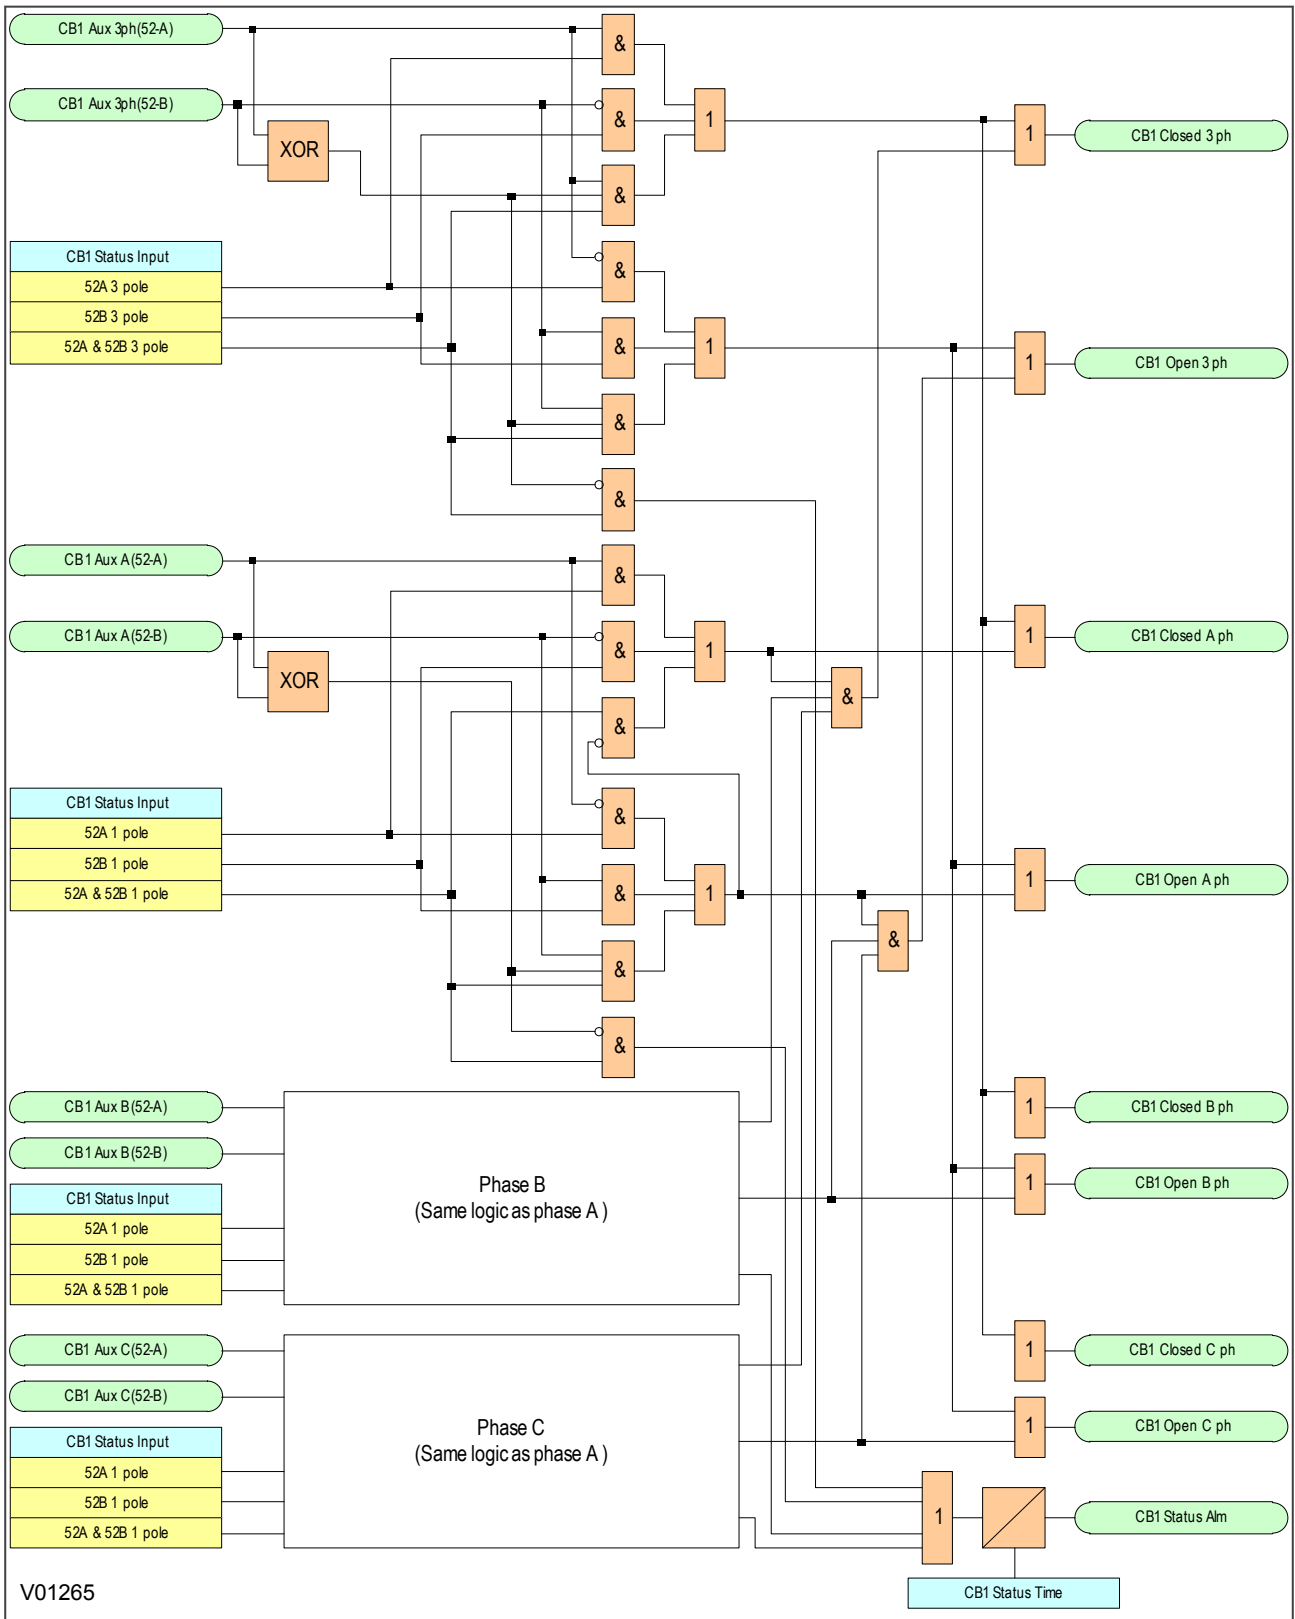 CB1 Aux 3ph(52-A)
&
CB1 Aux 3ph(52-B)
&
1
1
CB1 Closed 3 ph
XOR
&
CB1 Status Input
52A 3 pole
52B 3 pole
52A & 52B 3 pole
&
&
1
1
CB1 Open 3 ph
&
&
CB1 Aux A(52-A)
&
CB1 Aux A(52-B)
&
1
1
CB1 Closed A ph
XOR
&
&
CB1 Status Input
52A 1 pole
52B 1 pole
52A & 52B 1 pole
&
&
1
1
CB1 Open A ph
&
&
&
CB1 Aux B(52-A)
1
CB1 Closed B ph
CB1 Aux B(52-B)
Phase B
(Same logic as phase A )
1
CB1 Open B ph
CB1 Status Input
52A 1 pole
52B 1 pole
52A & 52B 1 pole
CB1 Aux C(52-A)
1
CB1 Closed C ph
CB1 Aux C(52-B)
Phase C
(Same logic as phase A )
1
CB1 Open C ph
CB1 Status Input
52A 1 pole
52B 1 pole
52A & 52B 1 pole
1
CB1 Status Alm
CB1 Status Time
V01265